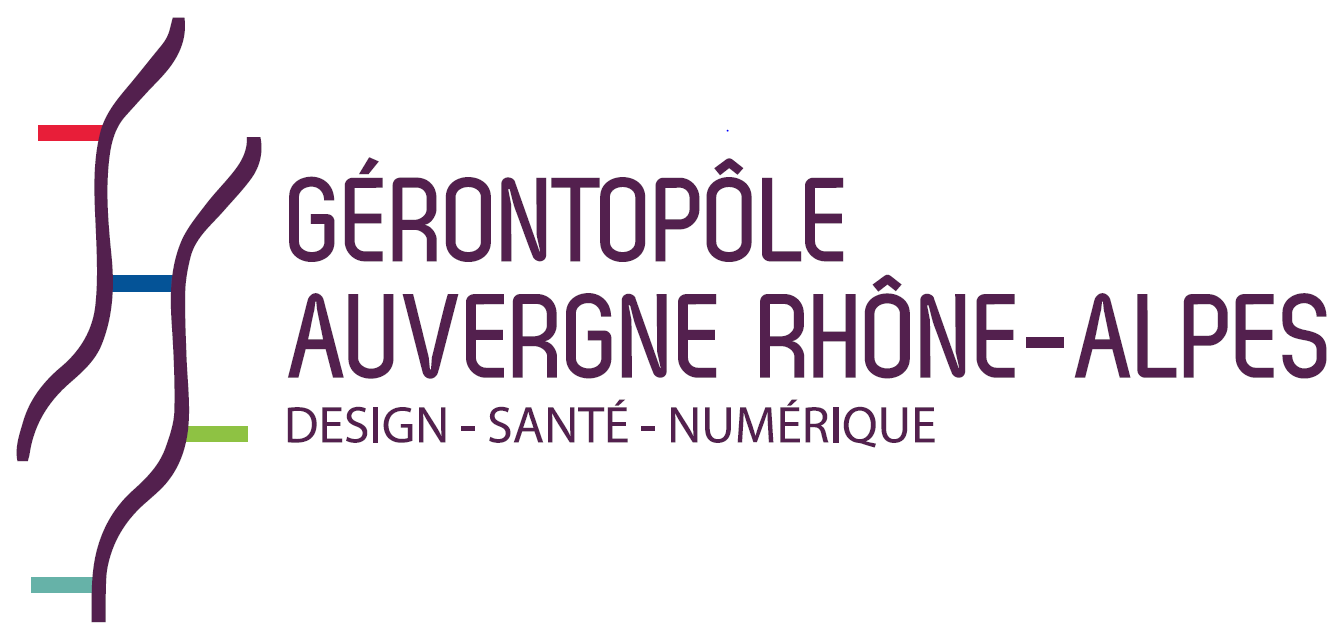 GÉRONTOPÔLE
AUVERGNE RHÔNE-ALPES
DESIGN - SANTÉ - NUMÉRIQUE